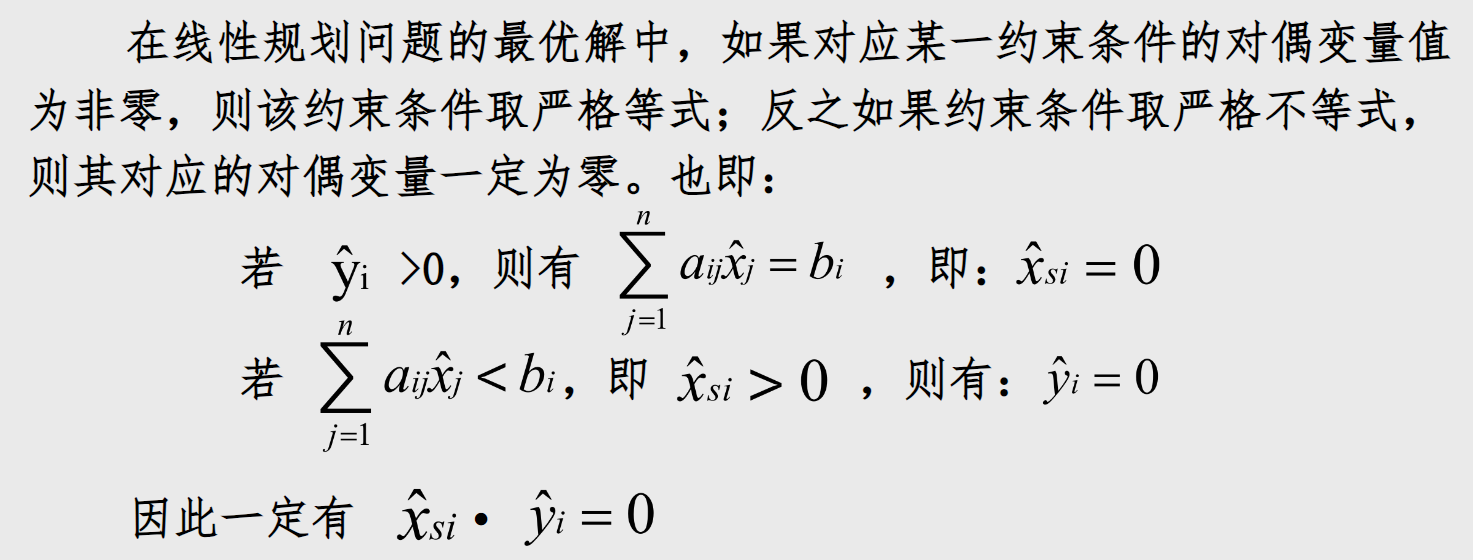 在线性规划问题的最优解中，如果对应某一约束条件的对偶变量值
为非零，则该约束条件取严格等式；反之如果约束条件取严格不等式，
则其对应的对偶变量一定为零。也即：
若 ŷᵢ >0，则有 $\sum_{j=1}^{n} a_{ij}\hat{x}_j = b_i$ ，即：$\hat{x}_{si} = 0$
若 $\sum_{j=1}^{n} a_{ij}\hat{x}_j < b_i$，即 $\hat{x}_{si} > 0$ ，则有：$\hat{y}_i = 0$
因此一定有 $\hat{x}_{si} \bullet \hat{y}_i = 0$